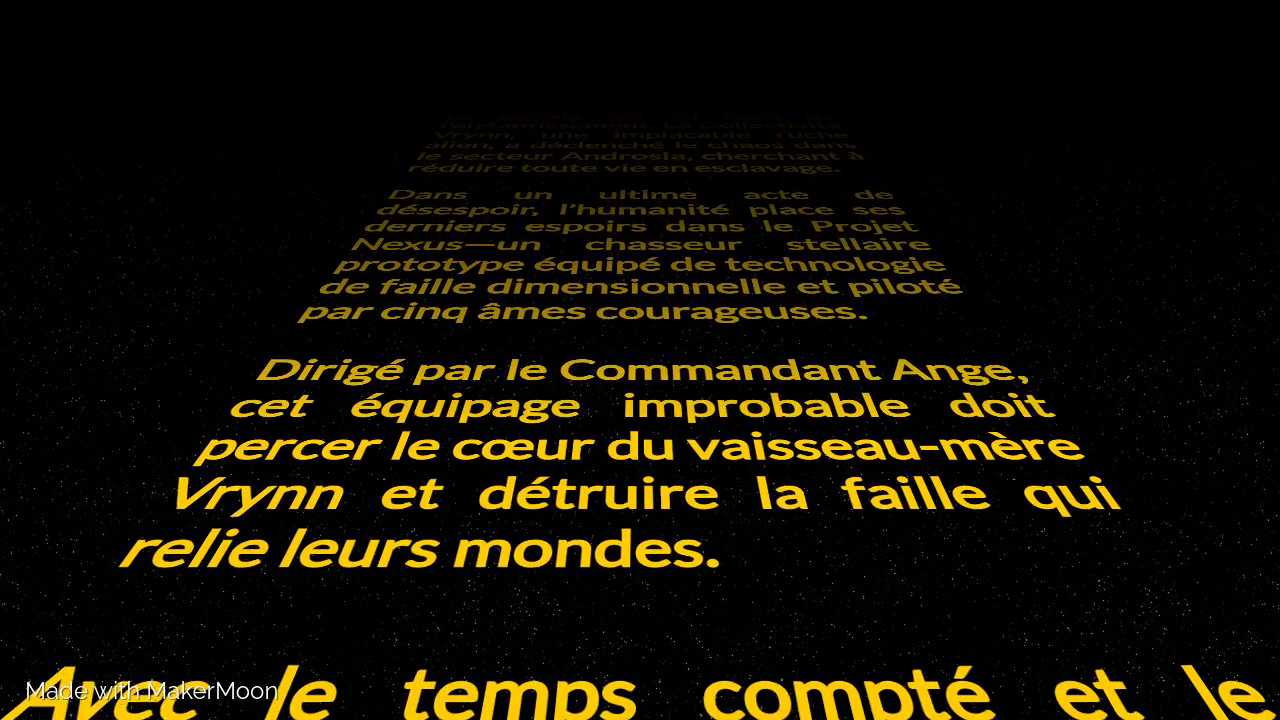 l'anéantissement. La Collectivité
Vrynn, une implacable ruche
alien, a déclenché le chaos dans
le secteur Androsia, cherchant à
réduire toute vie en esclavage.
Dans un ultime acte de
désespoir, l'humanité place ses
derniers espoirs dans le Projet
Nexus—un chasseur stellaire
prototype équipé de technologie
de faille dimensionnelle et piloté
par cinq âmes courageuses.
Dirigé par le Commandant Ange,
cet équipage improbable doit
percer le cœur du vaisseau-mère
Vrynn et détruire la faille qui
relie leurs mondes.
Avec le temps compté et le
Made with MakerMoon